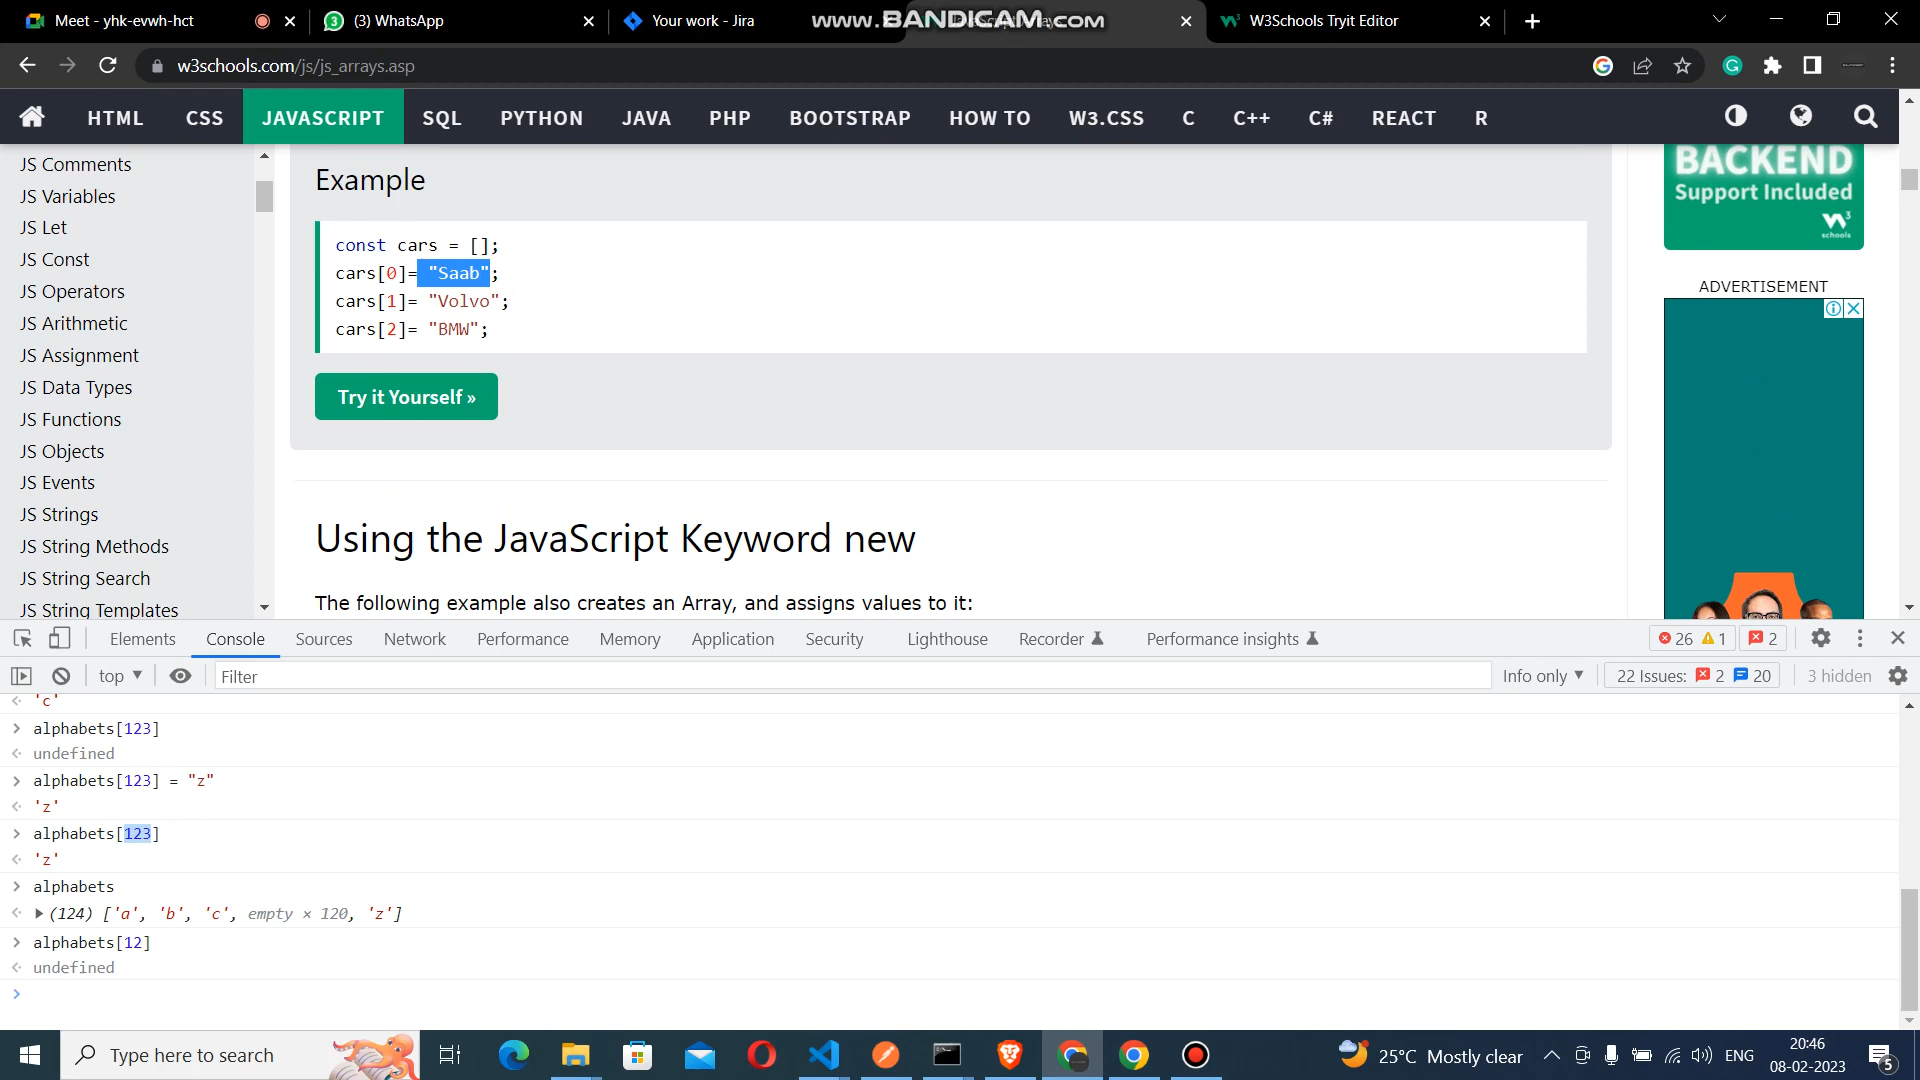 Meet - yhk-evwh-hct
(3) WhatsApp
Your work - Jira
WWW.BANDICAM.COM
W3Schools Tryit Editor
w3schools.com/js/js_arrays.asp
HTML CSS JAVASCRIPT SQL PYTHON JAVA PHP BOOTSTRAP HOW TO W3.CSS C C++ C# REACT R
JS Comments
JS Variables
JS Let
JS Const
JS Operators
JS Arithmetic
JS Assignment
JS Data Types
JS Functions
JS Objects
JS Events
JS Strings
JS String Methods
JS String Search
JS String Templates
Example
const cars = [];
cars[0]= "Saab";
cars[1]= "Volvo";
cars[2]= "BMW";
Try it Yourself »
Using the JavaScript Keyword new
The following example also creates an Array, and assigns values to it:
BACKEND
Support Included
W3
schools
ADVERTISEMENT
Elements Console Sources Network Performance Memory Application Security Lighthouse Recorder Performance insights 26 1 2
top ▼ Filter Info only ▼ 22 Issues: 2 20 3 hidden
'c'
alphabets[123]
undefined
alphabets[123] = "z"
'z'
alphabets[123]
'z'
alphabets
(124) ['a', 'b', 'c', empty × 120, 'z']
alphabets[12]
undefined
Type here to search
25°C Mostly clear
ENG
20:46
08-02-2023
5